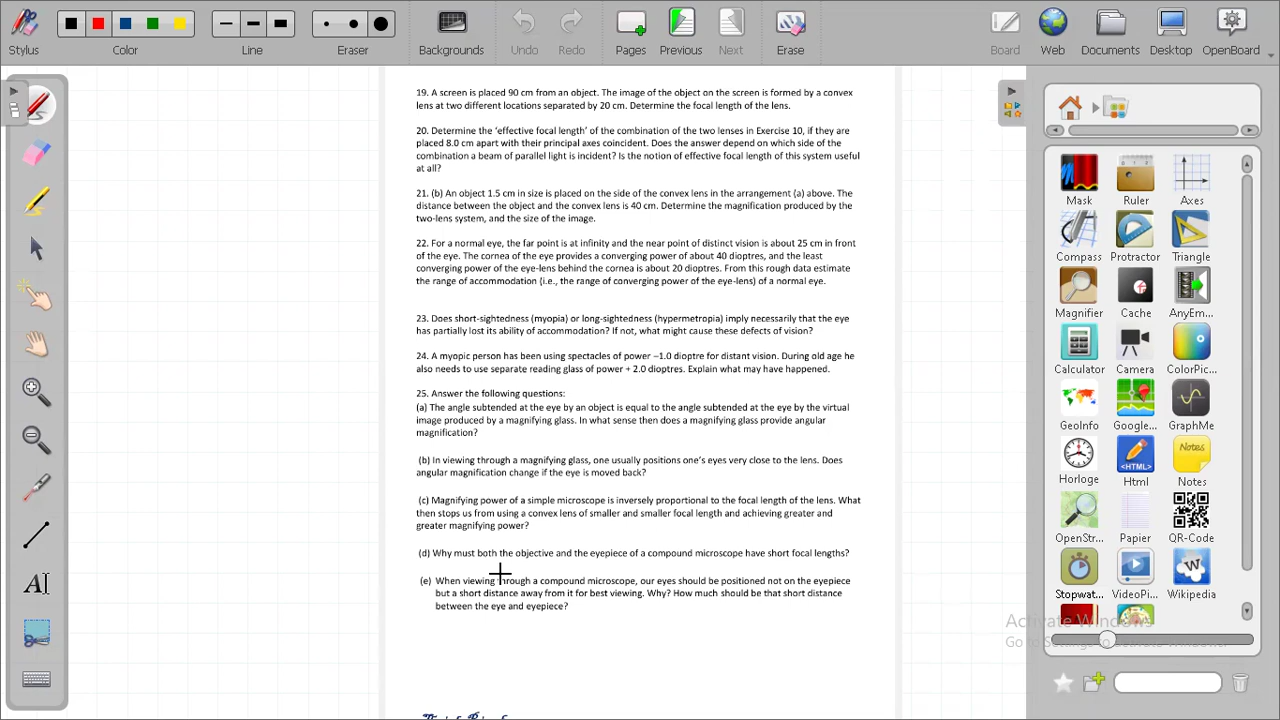 Stylus
Color
Line
Eraser
Backgrounds
Undo
Redo
Pages
Previous
Next
Erase
Board
Web
Documents
Desktop
OpenBoard
19. A screen is placed 90 cm from an object. The image of the object on the screen is formed by a convex
lens at two different locations separated by 20 cm. Determine the focal length of the lens.
20. Determine the ‘effective focal length’ of the combination of the two lenses in Exercise 10, if they are
placed 8.0 cm apart with their principal axes coincident. Does the answer depend on which side of the
combination a beam of parallel light is incident? Is the notion of effective focal length of this system useful
at all?
21. (b) An object 1.5 cm in size is placed on the side of the convex lens in the arrangement (a) above. The
distance between the object and the convex lens is 40 cm. Determine the magnification produced by the
two-lens system, and the size of the image.
22. For a normal eye, the far point is at infinity and the near point of distinct vision is about 25 cm in front
of the eye. The cornea of the eye provides a converging power of about 40 dioptres, and the least
converging power of the eye-lens behind the cornea is about 20 dioptres. From this rough data estimate
the range of accommodation (i.e., the range of converging power of the eye-lens) of a normal eye.
23. Does short-sightedness (myopia) or long-sightedness (hypermetropia) imply necessarily that the eye
has partially lost its ability of accommodation? If not, what might cause these defects of vision?
24. A myopic person has been using spectacles of power −1.0 dioptre for distant vision. During old age he
also needs to use separate reading glass of power + 2.0 dioptres. Explain what may have happened.
25. Answer the following questions:
(a) The angle subtended at the eye by an object is equal to the angle subtended at the eye by the virtual
image produced by a magnifying glass. In what sense then does a magnifying glass provide angular
magnification?
(b) In viewing through a magnifying glass, one usually positions one’s eyes very close to the lens. Does
angular magnification change if the eye is moved back?
(c) Magnifying power of a simple microscope is inversely proportional to the focal length of the lens. What
then stops us from using a convex lens of smaller and smaller focal length and achieving greater and
greater magnifying power?
(d) Why must both the objective and the eyepiece of a compound microscope have short focal lengths?
(e) When viewing through a compound microscope, our eyes should be positioned not on the eyepiece
but a short distance away from it for best viewing. Why? How much should be that short distance
between the eye and eyepiece?
Mask
Ruler
Axes
Compass
Protractor
Triangle
Magnifier
Cache
AnyEm...
Calculator
Camera
ColorPic...
GeoInfo
Google...
GraphMe
Horloge
<HTML>
Html
Notes
Notes
OpenStr...
Papier
QR-Code
Stopwat...
VideoPi...
W
Wikipedia
Activate Windows